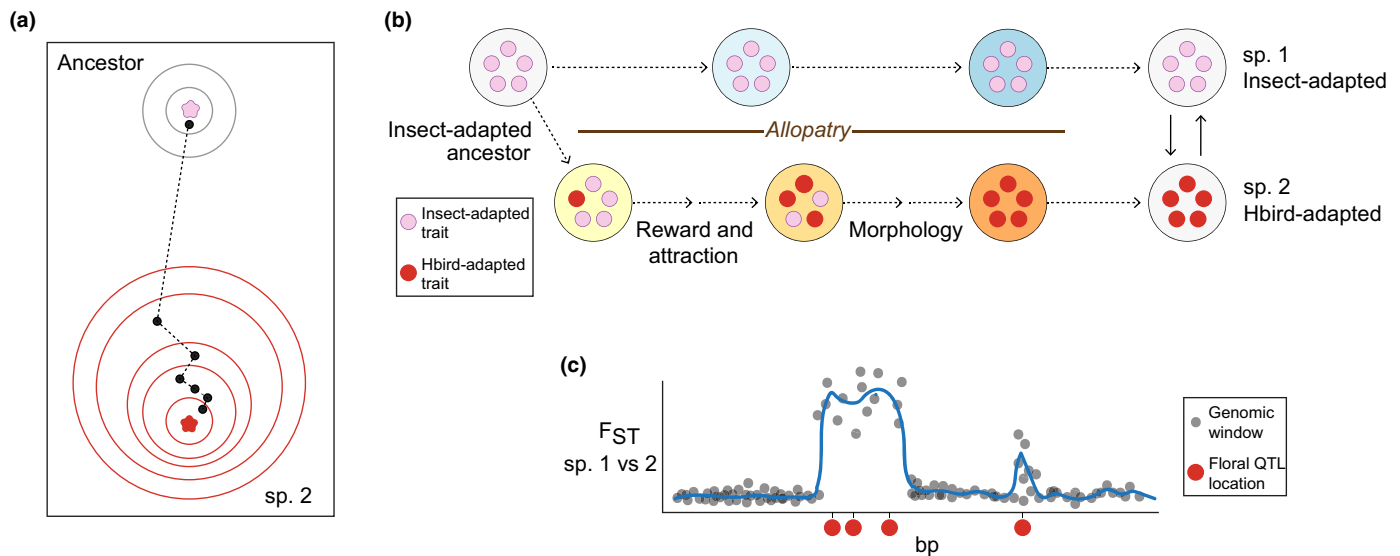 (a)
Ancestor
sp. 2
(b)
sp. 1
Insect-adapted
Insect-adapted
ancestor
Allopatry
Insect-adapted
trait
Hbird-adapted
trait
Reward and
attraction
Morphology
sp. 2
Hbird-adapted
(c)
FST
sp. 1 vs 2
bp
Genomic
window
Floral QTL
location